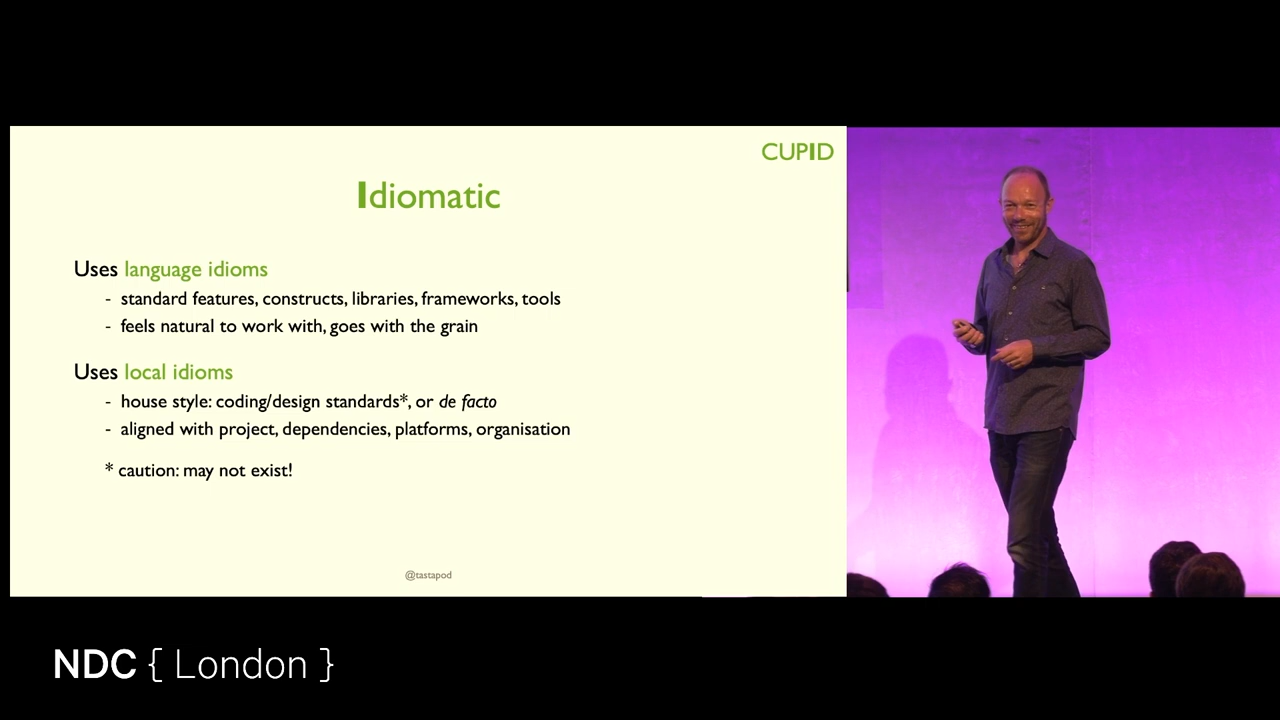 CUPID
Idiomatic
Uses language idioms
- standard features, constructs, libraries, frameworks, tools
- feels natural to work with, goes with the grain
Uses local idioms
- house style: coding/design standards*, or de facto
- aligned with project, dependencies, platforms, organisation
* caution: may not exist!
@tastapod
NDC { London }